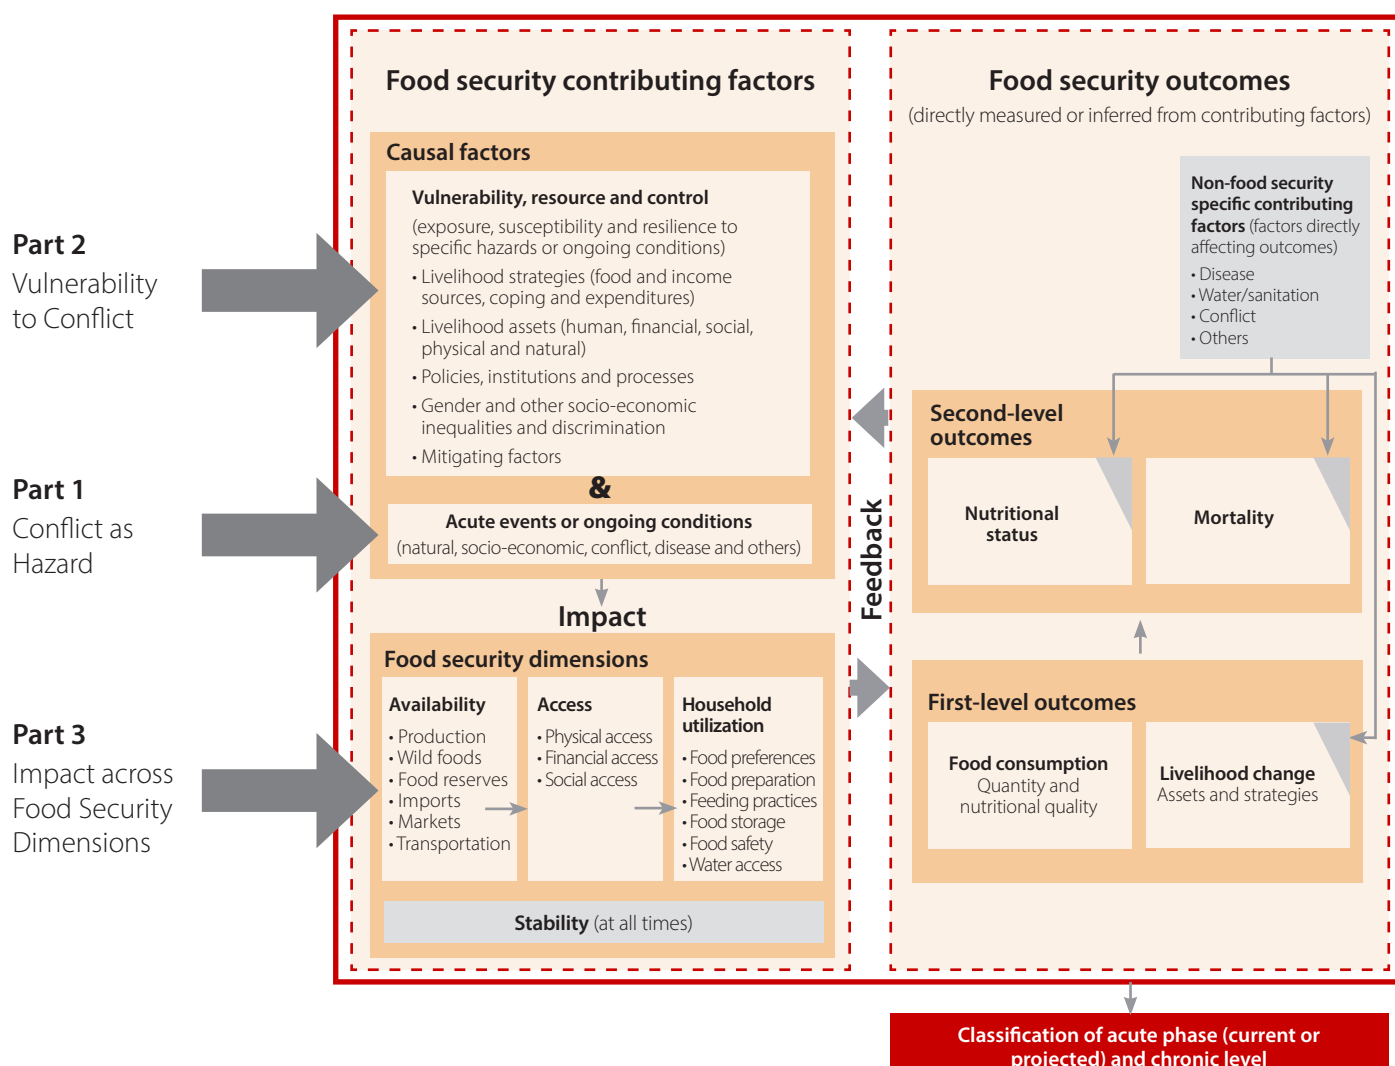 Part 2
Vulnerability
to Conflict
Part 1
Conflict as
Hazard
Part 3
Impact across
Food Security
Dimensions
Food security contributing factors
Causal factors
Vulnerability, resource and control
(exposure, susceptibility and resilience to
specific hazards or ongoing conditions)
• Livelihood strategies (food and income
sources, coping and expenditures)
• Livelihood assets (human, financial, social,
physical and natural)
• Policies, institutions and processes
• Gender and other socio-economic
inequalities and discrimination
• Mitigating factors
&
Acute events or ongoing conditions
(natural, socio-economic, conflict, disease and others)
Impact
Food security dimensions
Availability
• Production
• Wild foods
• Food reserves
• Imports
• Markets
• Transportation
Access
• Physical access
• Financial access
• Social access
Household
utilization
• Food preferences
• Food preparation
• Feeding practices
• Food storage
• Food safety
• Water access
Stability (at all times)
Feedback
Food security outcomes
(directly measured or inferred from contributing factors)
Non-food security
specific contributing
factors (factors directly
affecting outcomes)
• Disease
• Water/sanitation
• Conflict
• Others
Second-level
outcomes
Nutritional
status
Mortality
First-level outcomes
Food consumption
Quantity and
nutritional quality
Livelihood change
Assets and strategies
Classification of acute phase (current or
projected) and chronic level